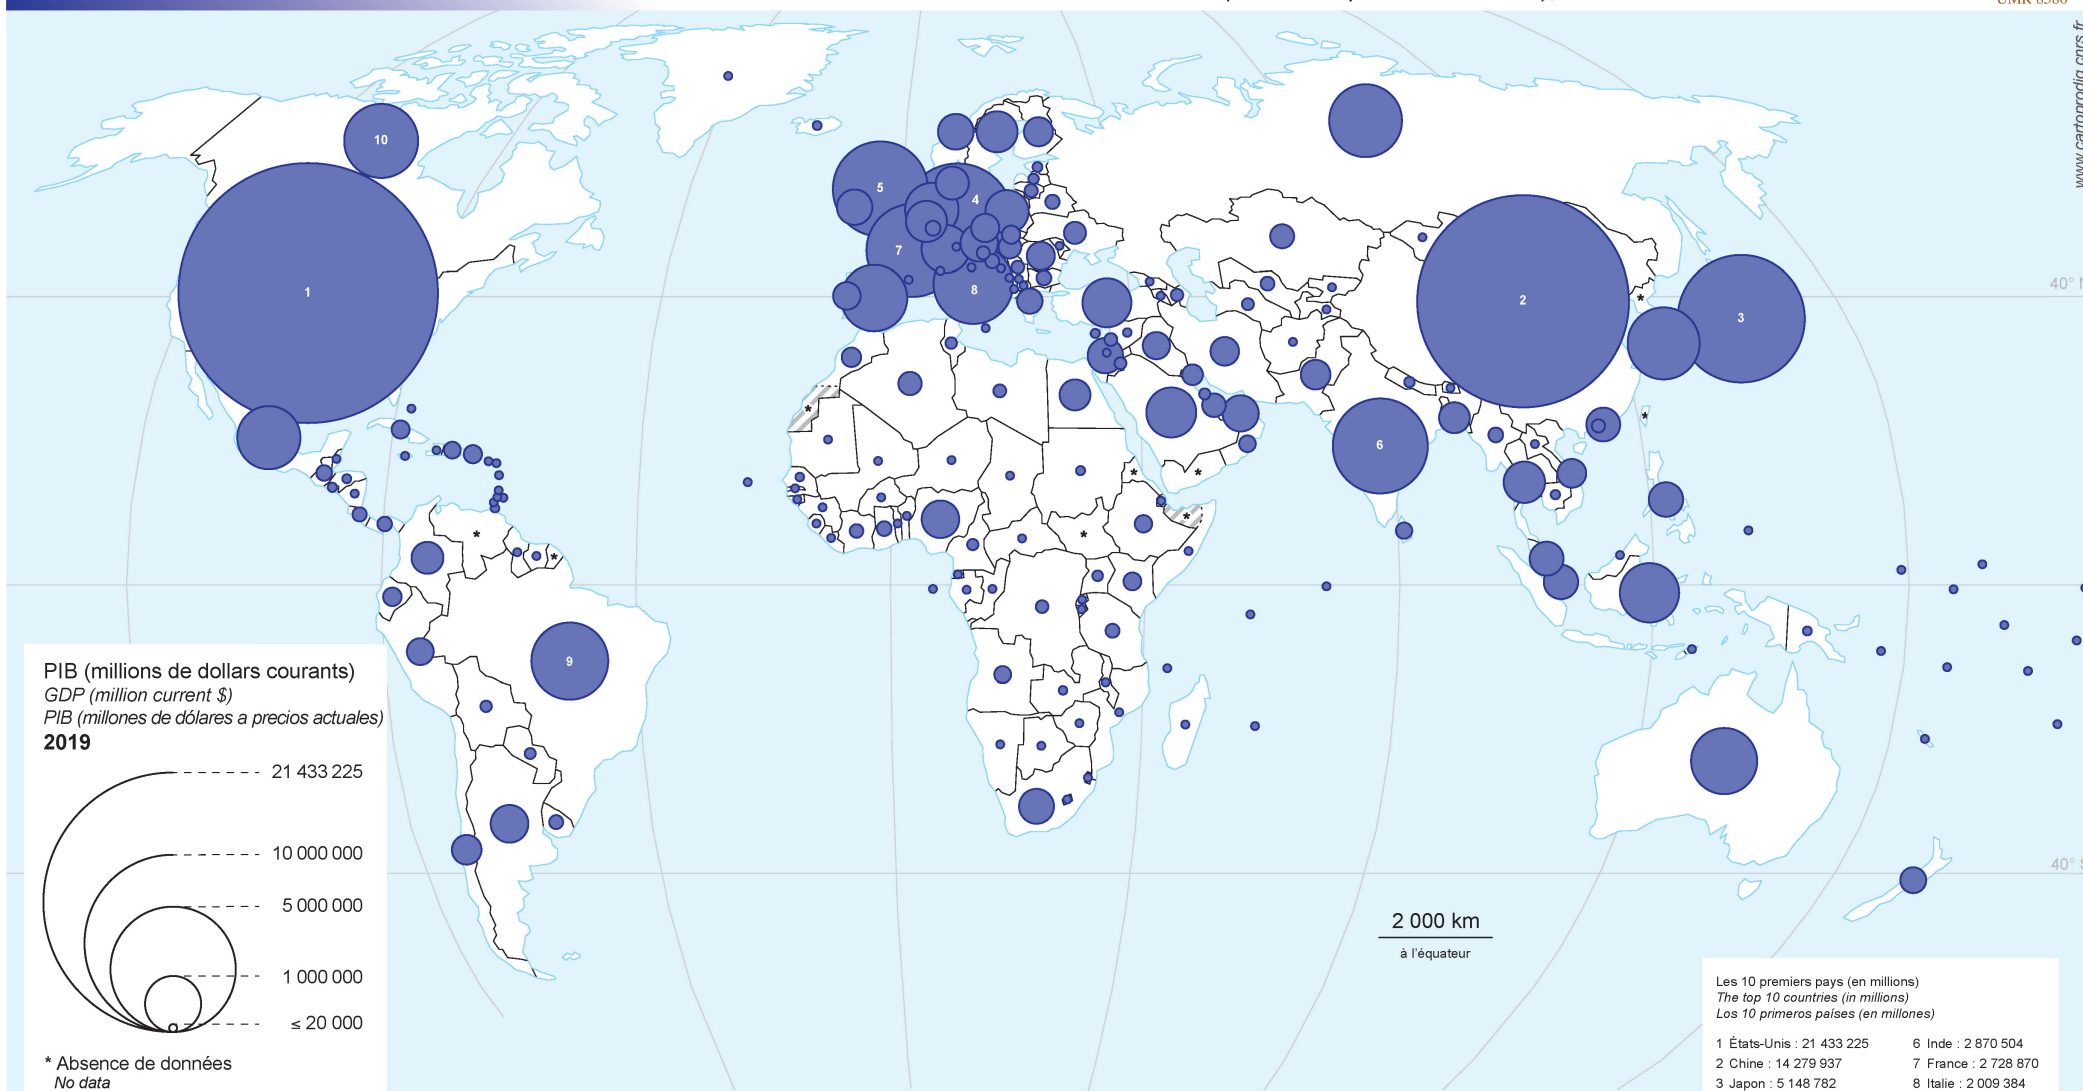 www.cartoprodig.cnrs.fr
10
5
4
7
1
8
2
3
40° N
6
9
PIB (millions de dollars courants)
GDP (million current $)
PIB (millones de dólares a precios actuales)
2019
21 433 225
10 000 000
5 000 000
1 000 000
≤ 20 000
* Absence de données
No data
40° S
2 000 km
à l'équateur
Les 10 premiers pays (en millions)
The top 10 countries (in millions)
Los 10 primeros países (en millones)
1 États-Unis : 21 433 225
2 Chine : 14 279 937
3 Japon : 5 148 782
6 Inde : 2 870 504
7 France : 2 728 870
8 Italie : 2 009 384